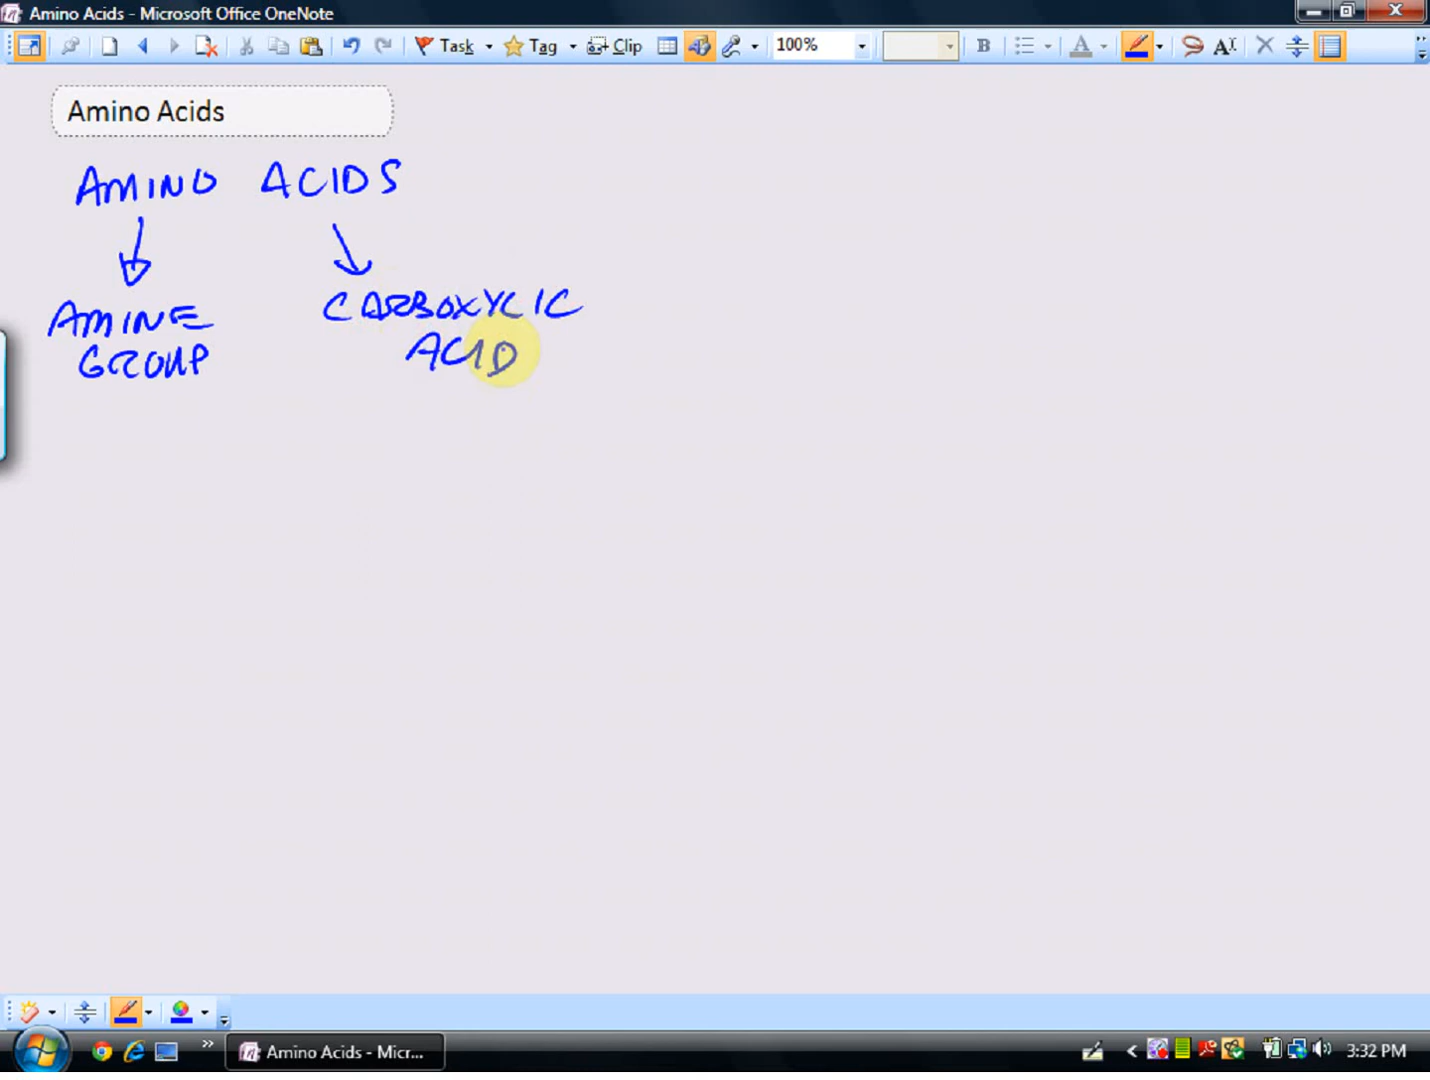 Amino Acids - Microsoft Office OneNote
Task Tag Clip 100% B A
Amino Acids
AMINO ACIDS
AMINE CARBOXYCIC
GROUP ACID
Amino Acids - Micr... 3:32 PM